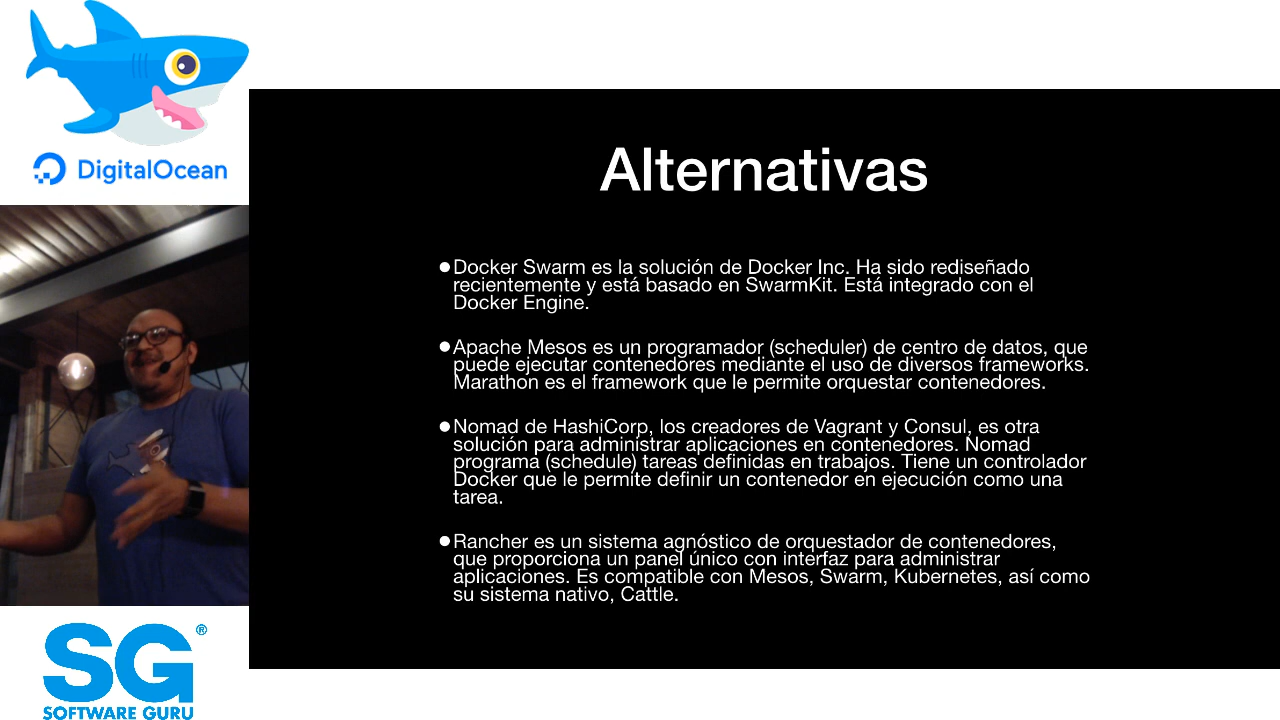 DigitalOcean
Alternativas
●Docker Swarm es la solución de Docker Inc. Ha sido rediseñado
recientemente y está basado en SwarmKit. Está integrado con el
Docker Engine.
●Apache Mesos es un programador (scheduler) de centro de datos, que
puede ejecutar contenedores mediante el uso de diversos frameworks.
Marathon es el framework que le permite orquestar contenedores.
●Nomad de HashiCorp, los creadores de Vagrant y Consul, es otra
solución para administrar aplicaciones en contenedores. Nomad
programa (schedule) tareas definidas en trabajos. Tiene un controlador
Docker que le permite definir un contenedor en ejecución como una
tarea.
●Rancher es un sistema agnóstico de orquestador de contenedores,
que proporciona un panel único con interfaz para administrar
aplicaciones. Es compatible con Mesos, Swarm, Kubernetes, así como
su sistema nativo, Cattle.
SG®
SOFTWARE GURU